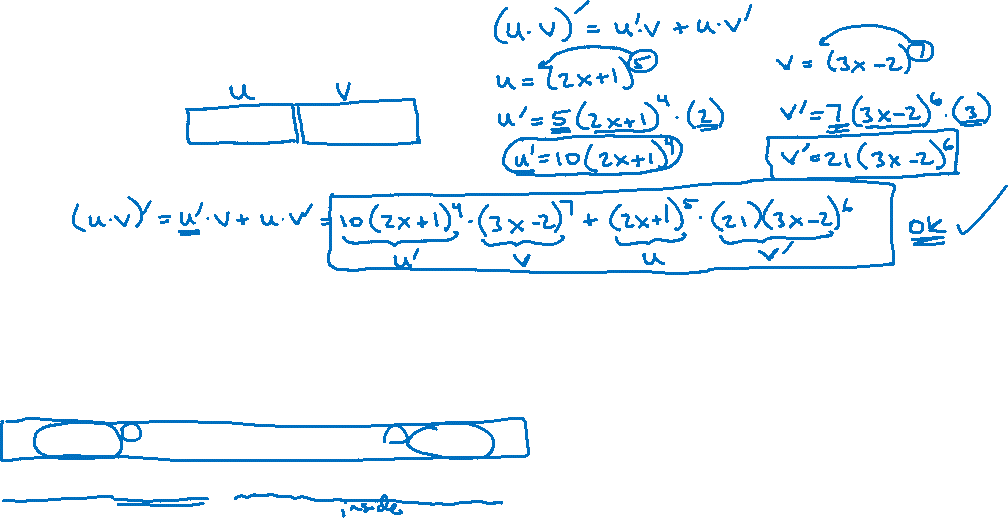 (u·v)' = u'·v + u·v'
u = (2x+1)^5
v = (3x-2)^7
u v
u' = 5(2x+1)^4 · (2)
v' = 7(3x-2)^6 · (3)
u' = 10(2x+1)^4
v' = 21(3x-2)^6
(u·v)' = u'·v + u·v' = 10(2x+1)^4 · (3x-2)^7 + (2x+1)^5 · (21)(3x-2)^6 OK ✓
u' v u v'
inside